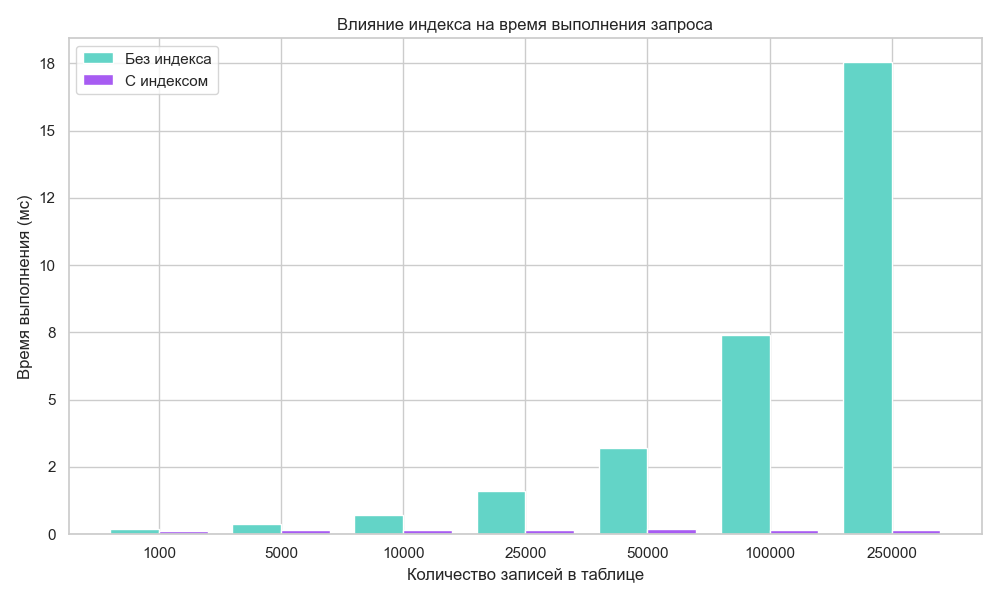 Влияние индекса на время выполнения запроса
Без индекса
С индексом
Время выполнения (мс)
18
15
12
10
8
5
2
0
1000 5000 10000 25000 50000 100000 250000
Количество записей в таблице